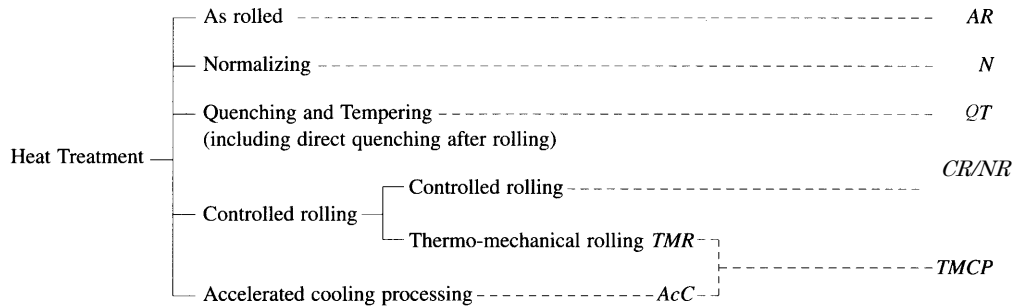 As rolled AR
Normalizing N
Quenching and Tempering QT
(including direct quenching after rolling)
Heat Treatment
CR/NR
Controlled rolling
Controlled rolling
Thermo-mechanical rolling TMR
TMCP
Accelerated cooling processing AcC